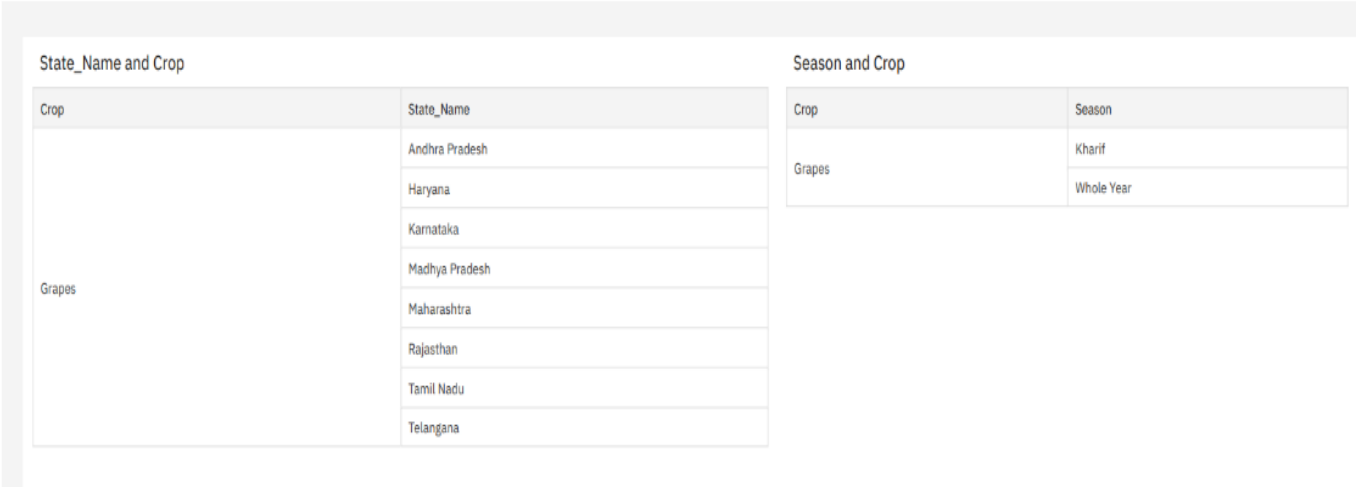 State_Name and Crop
Crop State_Name
Grapes
Andhra Pradesh
Haryana
Karnataka
Madhya Pradesh
Maharashtra
Rajasthan
Tamil Nadu
Telangana
Season and Crop
Crop Season
Grapes
Kharif
Whole Year